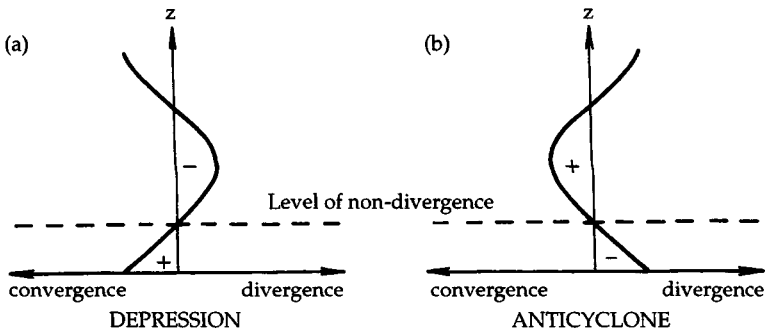 (a)
z
(b)
z
−
+
Level of non-divergence
+
−
convergence
divergence
convergence
divergence
DEPRESSION
ANTICYCLONE